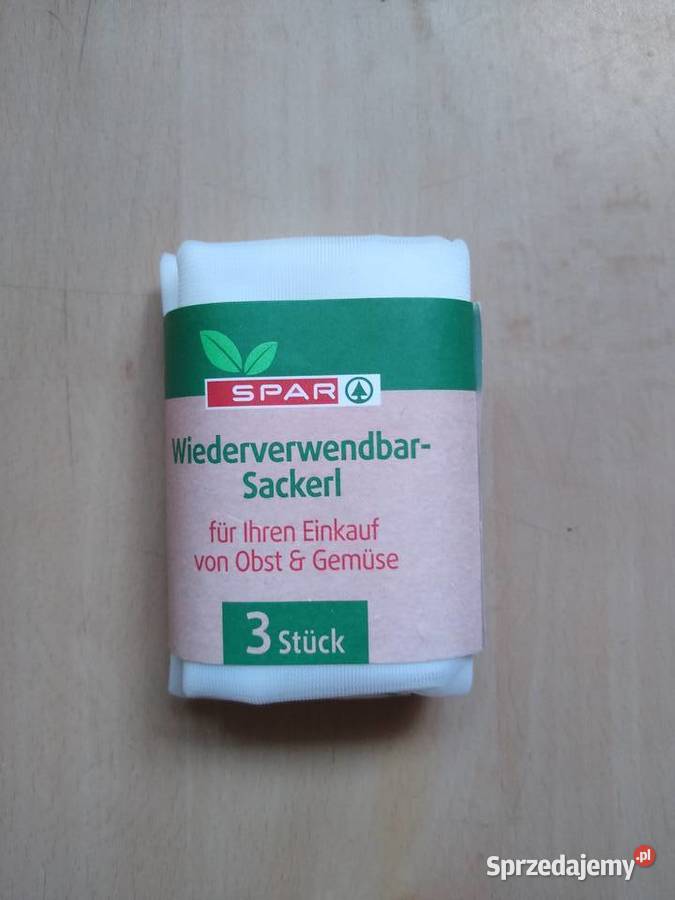 SPAR
Wiederverwendbar-
Sackerl
für Ihren Einkauf
von Obst & Gemüse
3 Stück
Sprzedajemy.pl